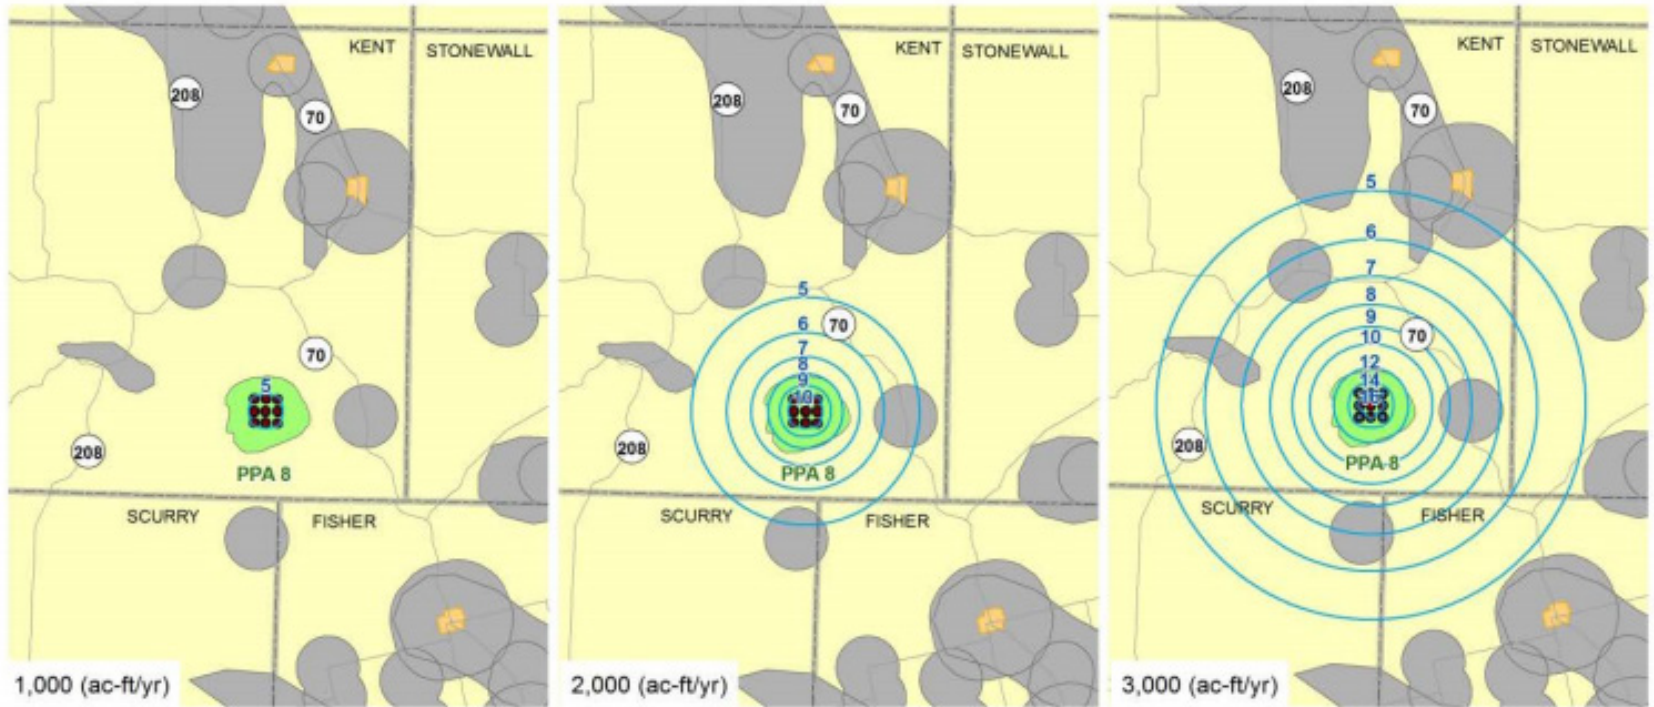 KENT
STONEWALL
208
70
70
5
208
PPA 8
SCURRY
FISHER
1,000 (ac-ft/yr)
KENT
STONEWALL
208
70
5
6
70
7
8
9
10
208
PPA 8
SCURRY
FISHER
2,000 (ac-ft/yr)
KENT
STONEWALL
208
70
5
6
7
8
9
70
10
12
14
208
PPA 8
SCURRY
FISHER
3,000 (ac-ft/yr)